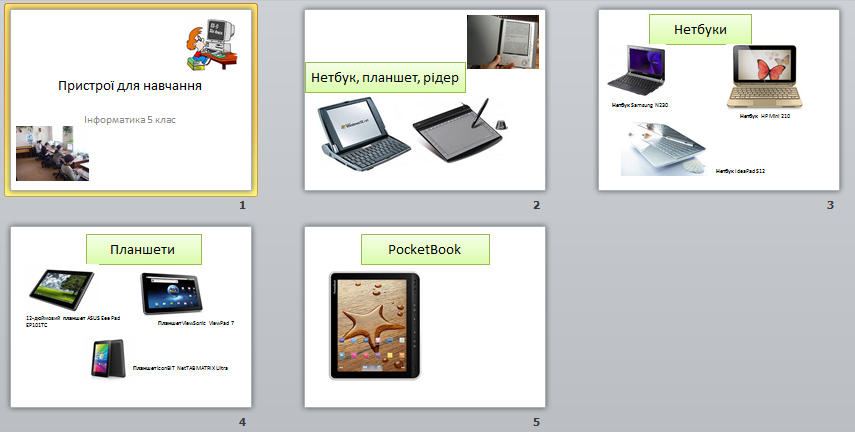 Пристрої для навчання
Інформатика 5 клас
1
Нетбук, планшет, рідер
2
Нетбуки
Нетбук Samsung N230
Нетбук HP Mini 210
Нетбук IdeaPad S12
3
Планшети
12-дюймовий планшет ASUS Eee Pad
EP101TC
Планшет ViewSonic ViewPad 7
Планшет iconBIT NetTAB MATRIX Ultra
4
PocketBook
5